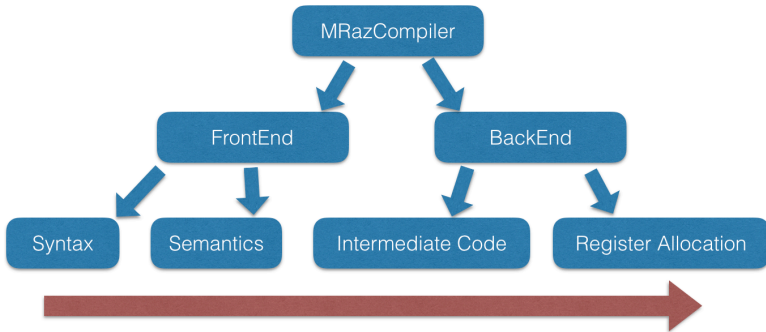 MRazCompiler
FrontEnd
BackEnd
Syntax
Semantics
Intermediate Code
Register Allocation